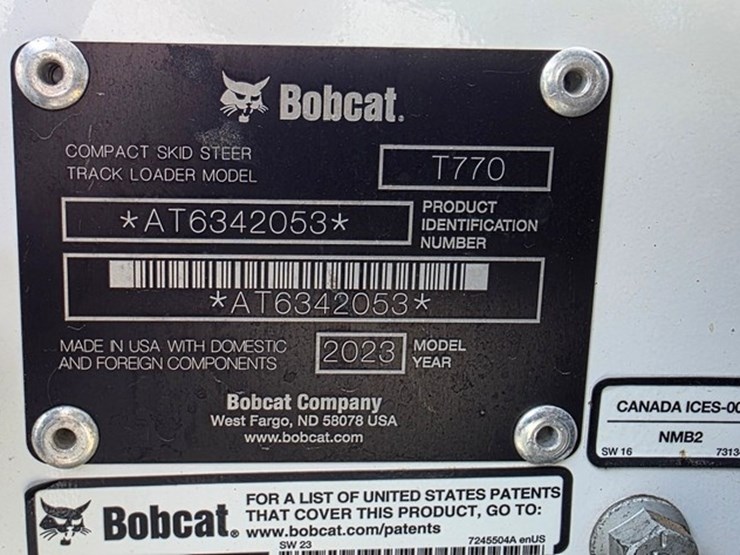 Bobcat.
COMPACT SKID STEER
TRACK LOADER MODEL
T770
*AT6342053*
PRODUCT
IDENTIFICATION
NUMBER
*AT6342053*
MADE IN USA WITH DOMESTIC
AND FOREIGN COMPONENTS
2023
MODEL
YEAR
Bobcat Company
West Fargo, ND 58078 USA
www.bobcat.com
CANADA ICES-00
NMB2
SW 16
7313
Bobcat®
FOR A LIST OF UNITED STATES PATENTS
THAT COVER THIS PRODUCT, GO TO:
www.bobcat.com/patents
SW 23
7245504A enUS